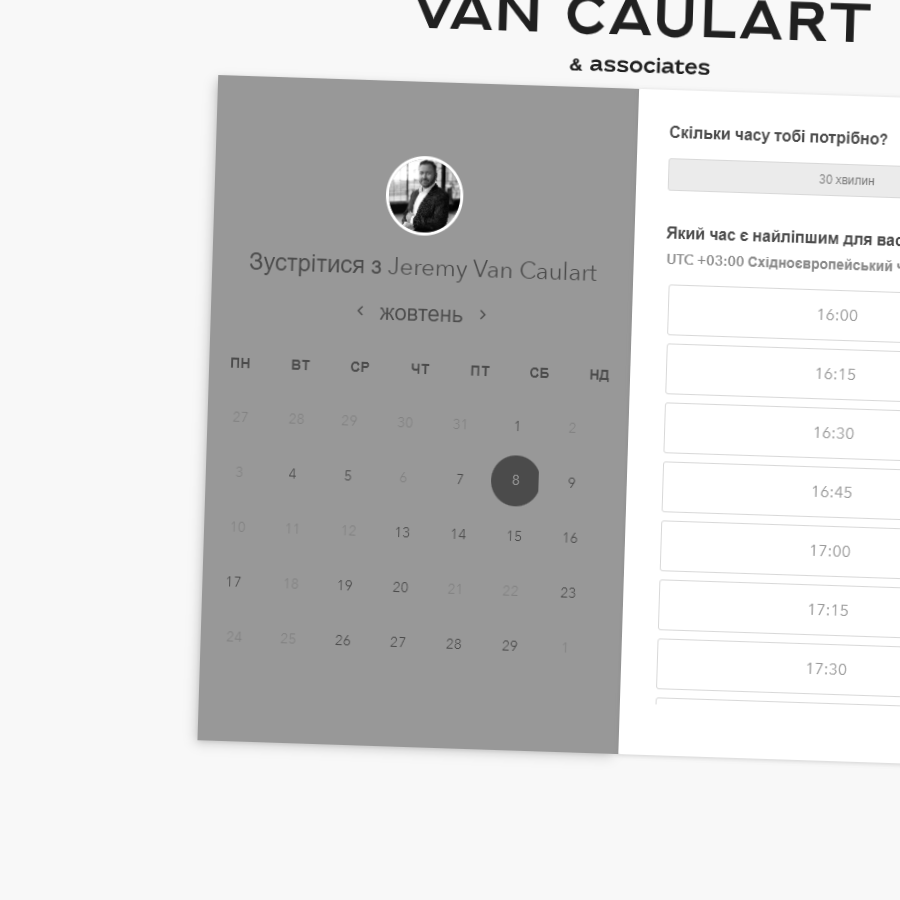 VAN CAULART
& associates
Зустрітися з Jeremy Van Caulart
жовтень
ПН ВТ СР ЧТ ПТ СБ НД
27 28 29 30 31 1 2
3 4 5 6 7 8 9
10 11 12 13 14 15 16
17 18 19 20 21 22 23
24 25 26 27 28 29 1
Скільки часу тобі потрібно?
30 хвилин
Який час є найліпшим для вас
UTC +03:00 Східноєвропейський
16:00
16:15
16:30
16:45
17:00
17:15
17:30